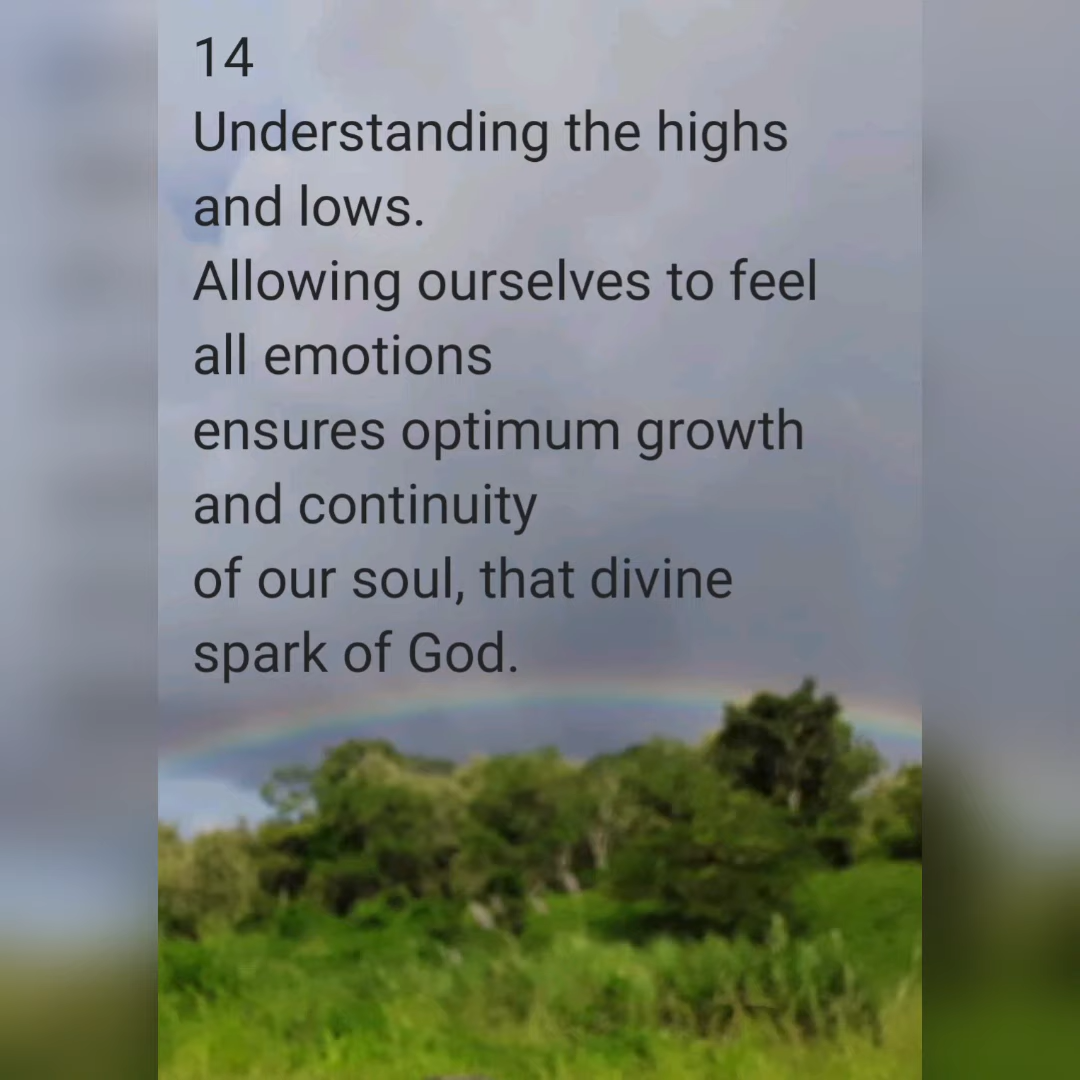 14
Understanding the highs
and lows.
Allowing ourselves to feel
all emotions
ensures optimum growth
and continuity
of our soul, that divine
spark of God.